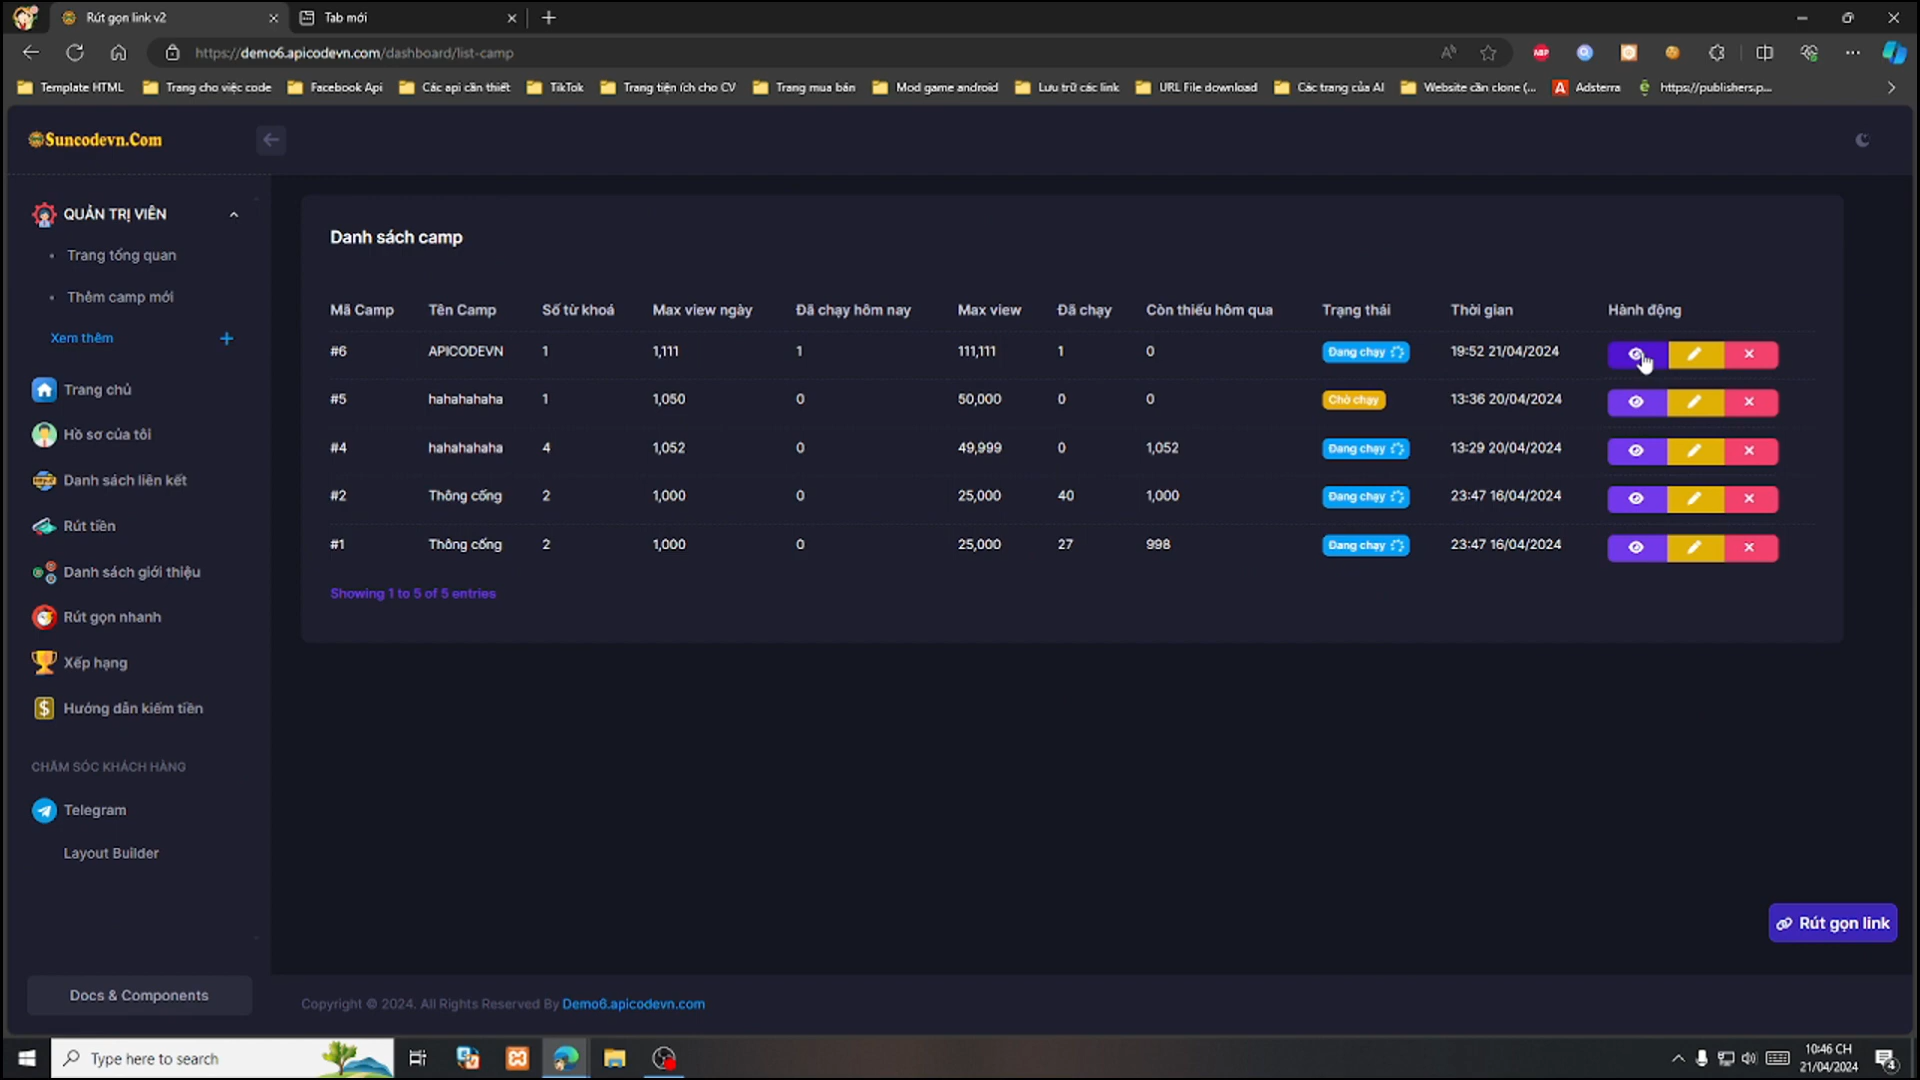 Rút gọn link v2
Tab mới
https://demo6.apicodevn.com/dashboard/list-camp
Template HTML
Trang cho việc code
Facebook Api
Các api cần thiết
TikTok
Trang tiện ích cho CV
Trang mua bán
Mod game android
Lưu trữ các link
URL File download
Các trang của AI
Website cần clone (...
Adsterra
https://publishers.p...
Suncodevn.Com
QUẢN TRỊ VIÊN
Trang tổng quan
Thêm camp mới
Xem thêm
Trang chủ
Hồ sơ của tôi
Danh sách liên kết
Rút tiền
Danh sách giới thiệu
Rút gọn nhanh
Xếp hạng
Hướng dẫn kiếm tiền
CHĂM SÓC KHÁCH HÀNG
Telegram
Layout Builder
Docs & Components
Danh sách camp
Mã Camp Tên Camp Số từ khoá Max view ngày Đã chạy hôm nay Max view Đã chạy Còn thiếu hôm qua Trạng thái Thời gian Hành động
#6 APICODEVN 1 1,111 1 111,111 1 0 Đang chạy 19:52 21/04/2024
#5 hahahahaha 1 1,050 0 50,000 0 0 Chờ chạy 13:36 20/04/2024
#4 hahahahaha 4 1,052 0 49,999 0 1,052 Đang chạy 13:29 20/04/2024
#2 Thông cống 2 1,000 0 25,000 40 1,000 Đang chạy 23:47 16/04/2024
#1 Thông cống 2 1,000 0 25,000 27 998 Đang chạy 23:47 16/04/2024
Showing 1 to 5 of 5 entries
Rút gọn link
Copyright © 2024. All Rights Reserved By Demo6.apicodevn.com
Type here to search
10:46 CH
21/04/2024
4